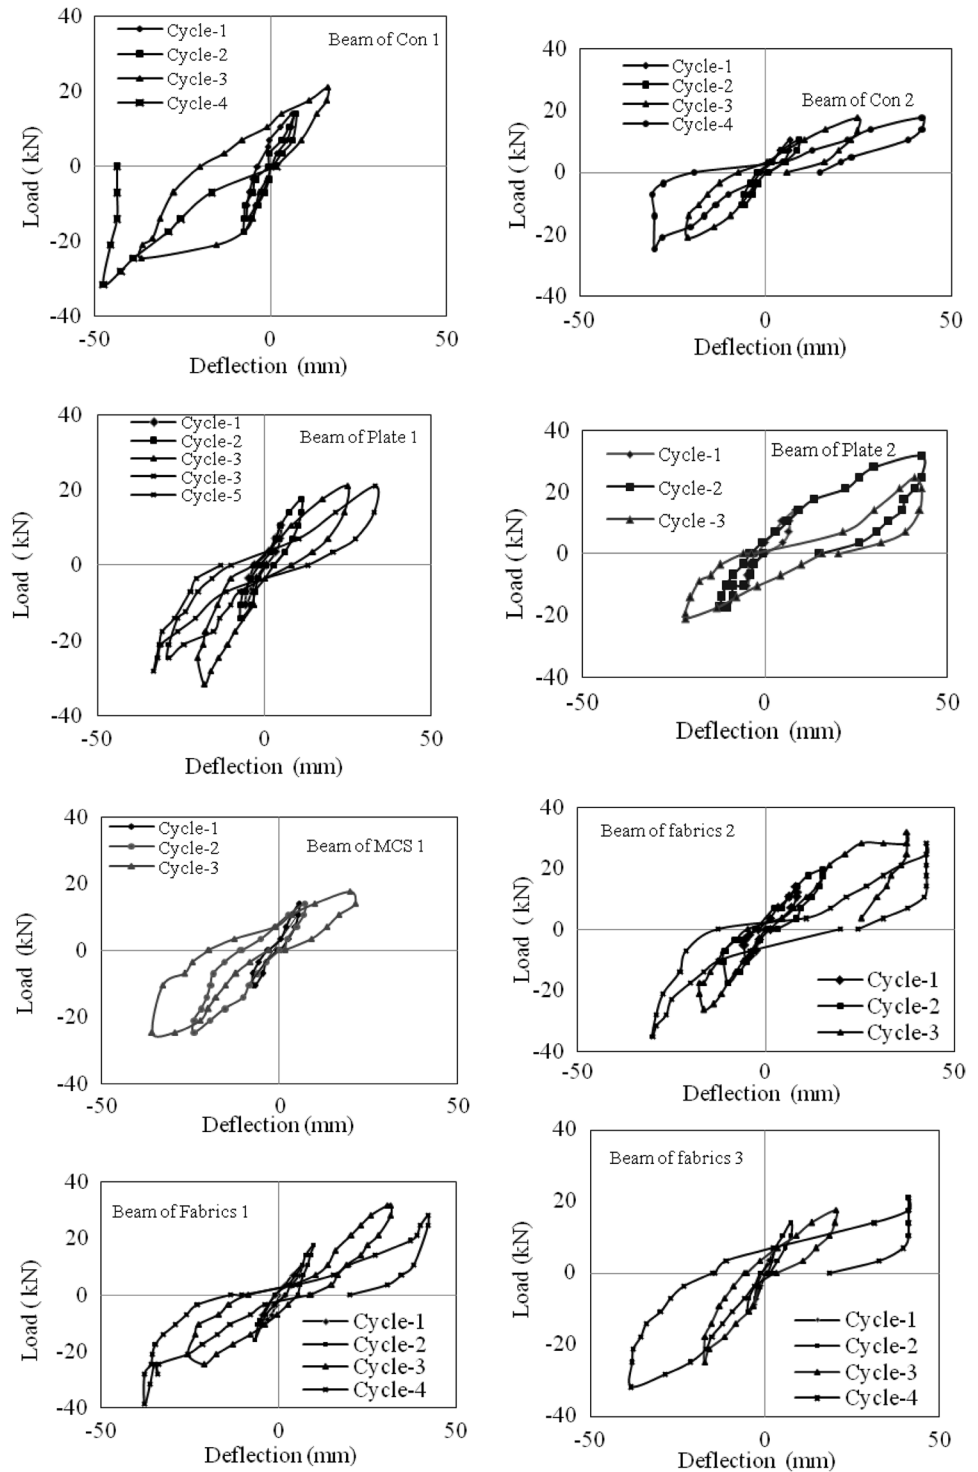 Beam of Con 1
Cycle-1
Cycle-2
Cycle-3
Cycle-4
40
20
0
-20
-40
-50
0
50
Load ( kN)
Deflection (mm)
Beam of Con 2
Cycle-1
Cycle-2
Cycle-3
Cycle-4
40
20
0
-20
-40
-50
0
50
Load ( kN)
Deflection (mm)
Beam of Plate 1
Cycle-1
Cycle-2
Cycle-3
Cycle-3
Cycle-5
40
20
0
-20
-40
-50
0
50
Load ( kN)
Deflection (mm)
Beam of Plate 2
Cycle-1
Cycle-2
Cycle -3
40
20
0
-20
-40
-50
0
50
Load ( kN)
Deflection (mm)
Beam of MCS 1
Cycle-1
Cycle-2
Cycle-3
40
20
0
-20
-40
-50
0
50
Load (kN)
Deflection (mm)
Beam of fabrics 2
Cycle-1
Cycle-2
Cycle-3
40
20
0
-20
-40
-50
0
50
Load (kN)
Deflection (mm)
Beam of Fabrics 1
Cycle-1
Cycle-2
Cycle-3
Cycle-4
40
20
0
-20
-40
-50
0
50
Load ( kN)
Deflection (mm)
Beam of fabrics 3
Cycle-1
Cycle-2
Cycle-3
Cycle-4
40
20
0
-20
-40
-50
0
50
Load (kN)
Deflection (mm)